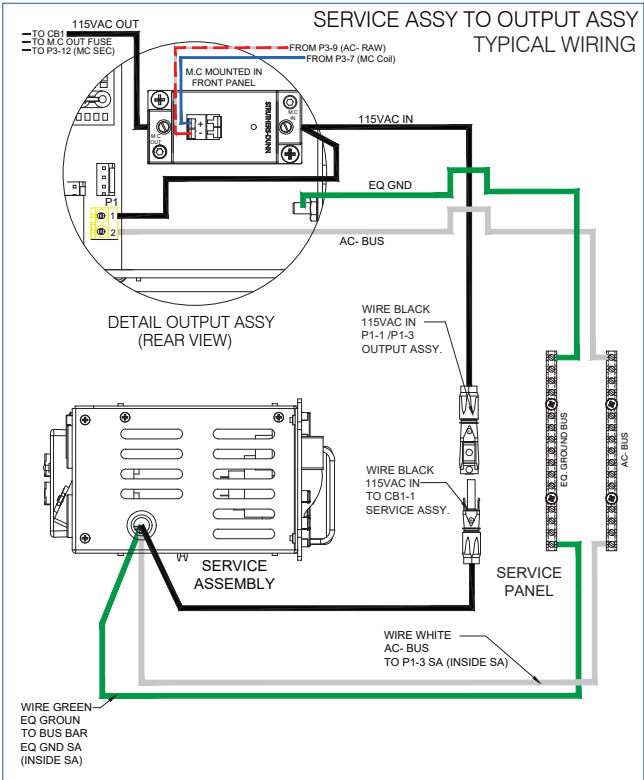 SERVICE ASSY TO OUTPUT ASSY
TYPICAL WIRING
115VAC OUT
TO CB1
TO M.C OUT FUSE
TO P3-12 (MC SEC)
FROM P3-9 (AC- RAW)
FROM P3-7 (MC Coil)
M.C MOUNTED IN
FRONT PANEL
M.C
OUT
+
-
STRUTHERS-DUNN
M.C
IN
115VAC IN
EQ GND
P1
1
2
AC- BUS
DETAIL OUTPUT ASSY
(REAR VIEW)
WIRE BLACK
115VAC IN
P1-1 /P1-3
OUTPUT ASSY.
WIRE BLACK
115VAC IN
TO CB1-1
SERVICE ASSY.
EQ. GROUND BUS
AC- BUS
SERVICE
ASSEMBLY
SERVICE
PANEL
WIRE WHITE
AC- BUS
TO P1-3 SA (INSIDE SA)
WIRE GREEN
EQ GROUN
TO BUS BAR
EQ GND SA
(INSIDE SA)